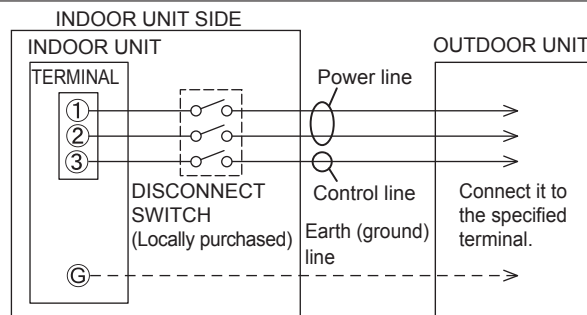 INDOOR UNIT SIDE
INDOOR UNIT
OUTDOOR UNIT
TERMINAL
Power line
1
2
3
DISCONNECT
SWITCH
(Locally purchased)
Control line
Earth (ground)
line
Connect it to
the specified
terminal.
G